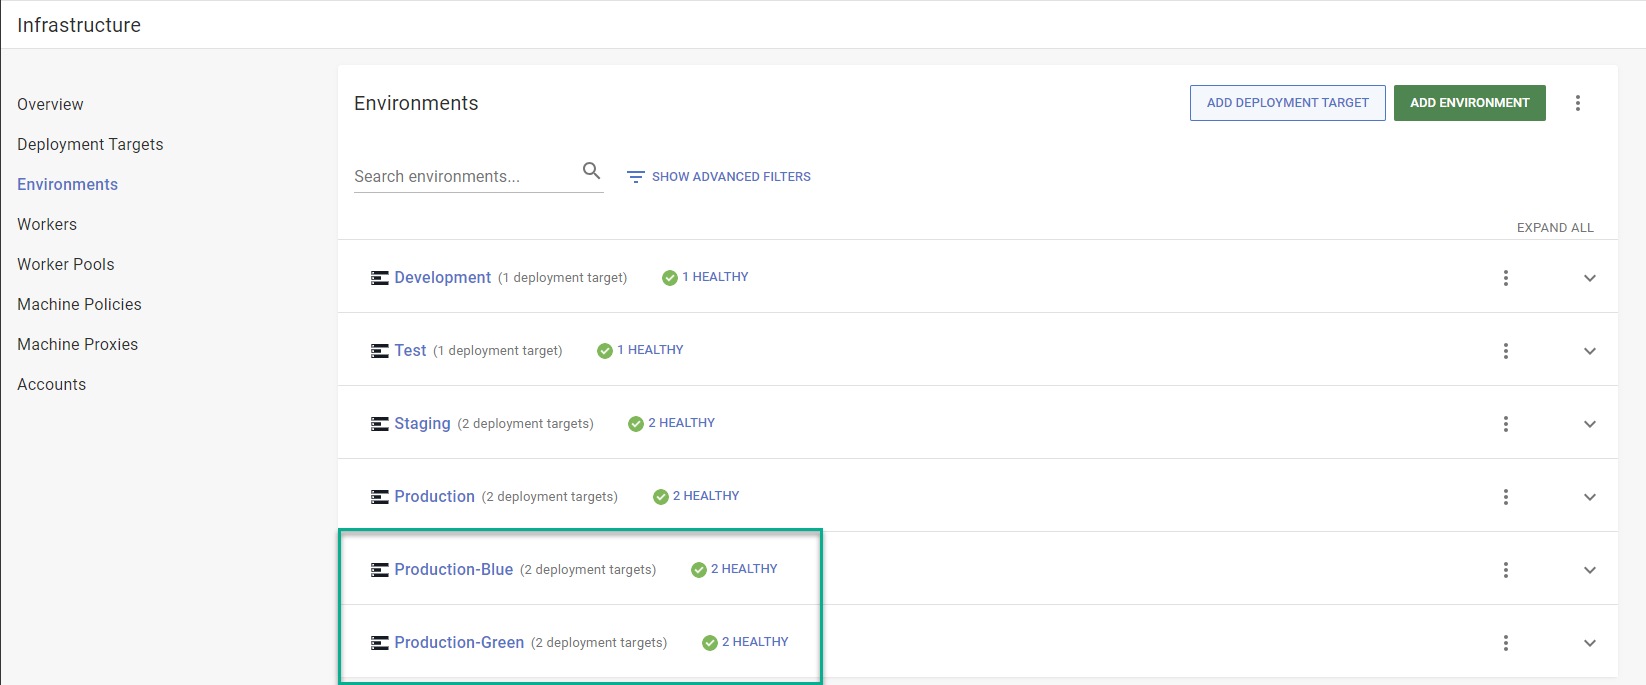 Infrastructure
Overview
Deployment Targets
Environments
Workers
Worker Pools
Machine Policies
Machine Proxies
Accounts
Environments
ADD DEPLOYMENT TARGET
ADD ENVIRONMENT
Search environments...
SHOW ADVANCED FILTERS
EXPAND ALL
Development (1 deployment target) 1 HEALTHY
Test (1 deployment target) 1 HEALTHY
Staging (2 deployment targets) 2 HEALTHY
Production (2 deployment targets) 2 HEALTHY
Production-Blue (2 deployment targets) 2 HEALTHY
Production-Green (2 deployment targets) 2 HEALTHY